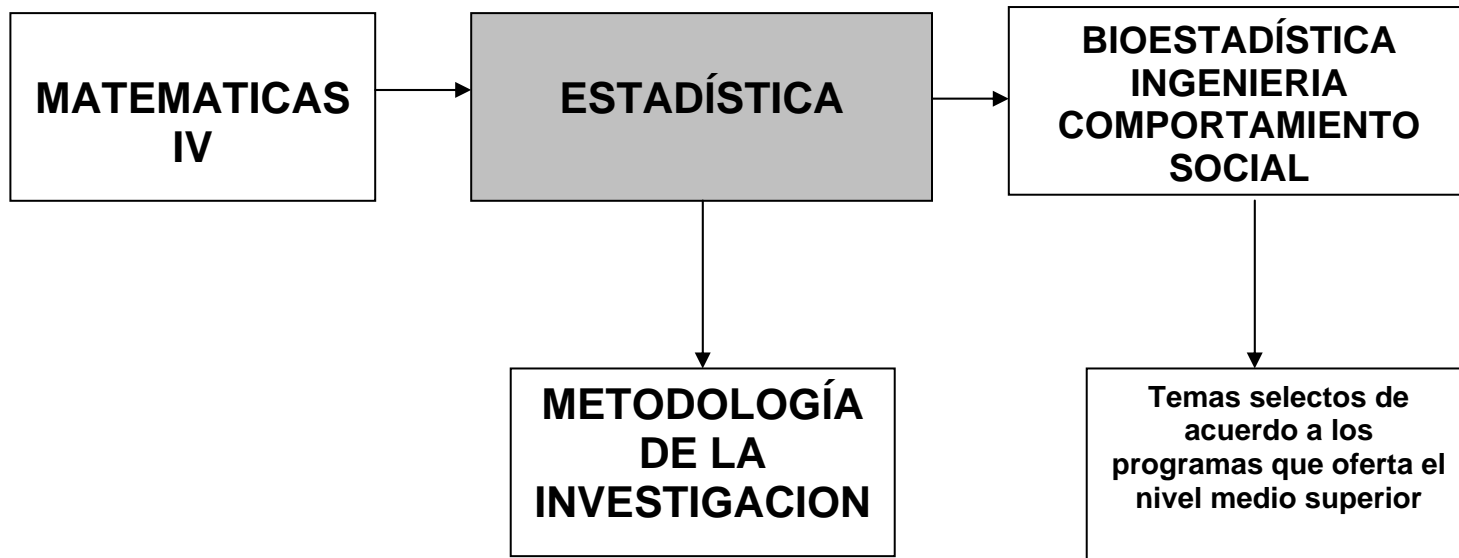 MATEMATICAS
IV
ESTADÍSTICA
BIOESTADÍSTICA
INGENIERIA
COMPORTAMIENTO
SOCIAL
METODOLOGÍA
DE LA
INVESTIGACION
Temas selectos de
acuerdo a los
programas que oferta el
nivel medio superior